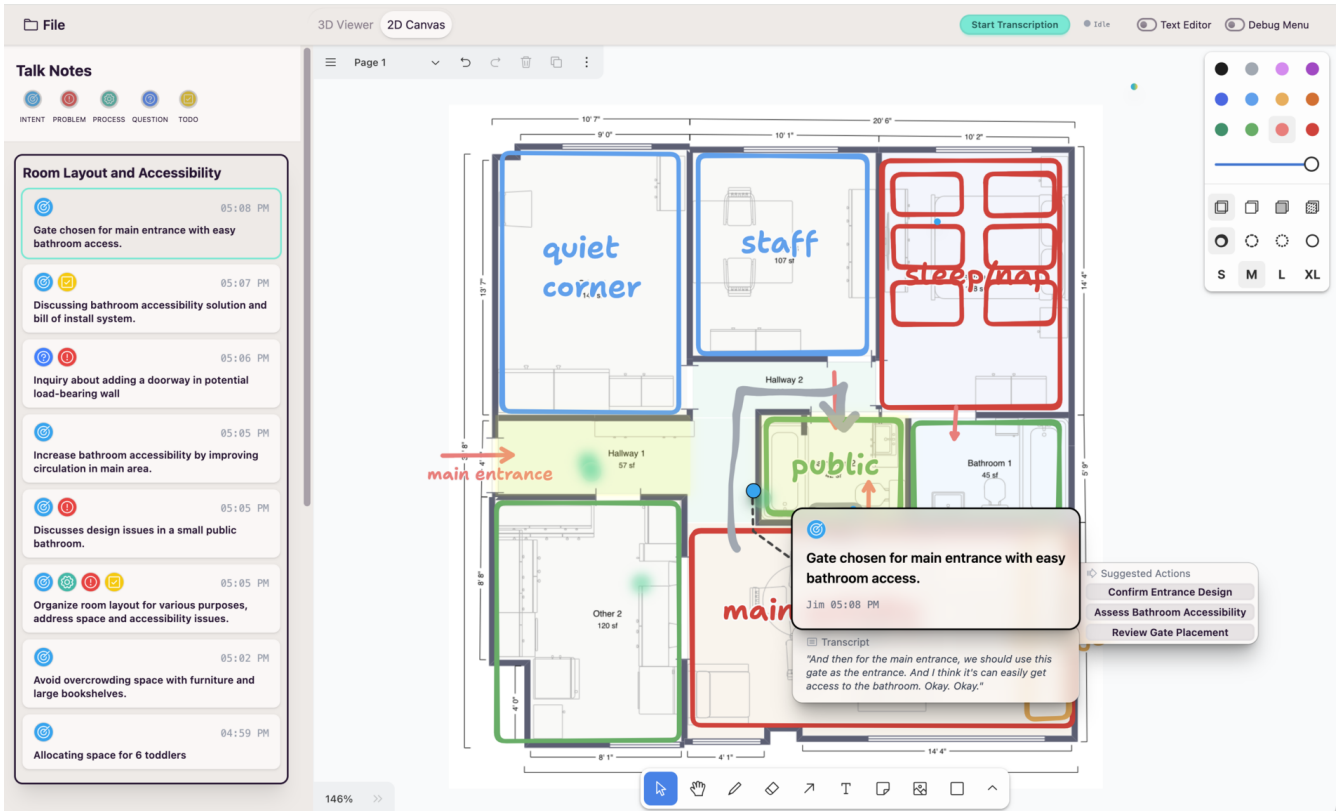 File
3D Viewer
2D Canvas
Start Transcription
Idle
Text Editor
Debug Menu
Talk Notes
INTENT
PROBLEM
PROCESS
QUESTION
TODO
Room Layout and Accessibility
05:08 PM
Gate chosen for main entrance with easy
bathroom access.
05:07 PM
Discussing bathroom accessibility solution and
bill of install system.
05:06 PM
Inquiry about adding a doorway in potential
load-bearing wall
05:05 PM
Increase bathroom accessibility by improving
circulation in main area.
05:05 PM
Discusses design issues in a small public
bathroom.
05:05 PM
Organize room layout for various purposes,
address space and accessibility issues.
05:02 PM
Avoid overcrowding space with furniture and
large bookshelves.
04:59 PM
Allocating space for 6 toddlers
Page 1
10' 7"
20' 6"
9' 0"
10' 1"
10' 2"
13' 7"
14' 4"
quiet
corner
staff
107 sf
sleep/nap
Hallway 2
Hallway 1
57 sf
main entrance
public
Bathroom 1
45 sf
5' 9"
8' 8"
Other 2
120 sf
main
4' 0"
8' 1"
4' 1"
14' 4"
Gate chosen for main entrance with easy
bathroom access.
Jim 05:08 PM
Transcript
"And then for the main entrance, we should use this
gate as the entrance. And I think it's can easily get
access to the bathroom. Okay. Okay."
Suggested Actions
Confirm Entrance Design
Assess Bathroom Accessibility
Review Gate Placement
S
M
L
XL
146%
T